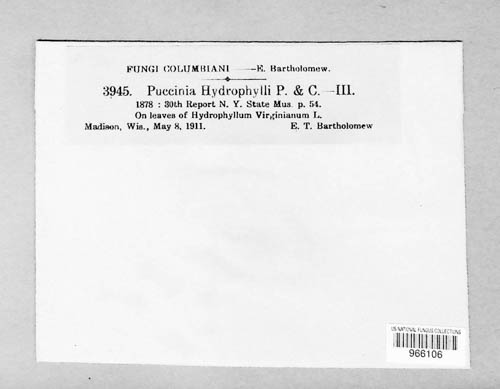 FUNGI COLUMBIANI —E. Bartholomew.
3945. Puccinia Hydrophylli P. & C.—III.
1878 : 30th Report N. Y. State Mus. p. 54.
On leaves of Hydrophyllum Virginianum L.
Madison, Wis., May 8, 1911. E. T. Bartholomew
US NATIONAL FUNGUS COLLECTIONS
966106